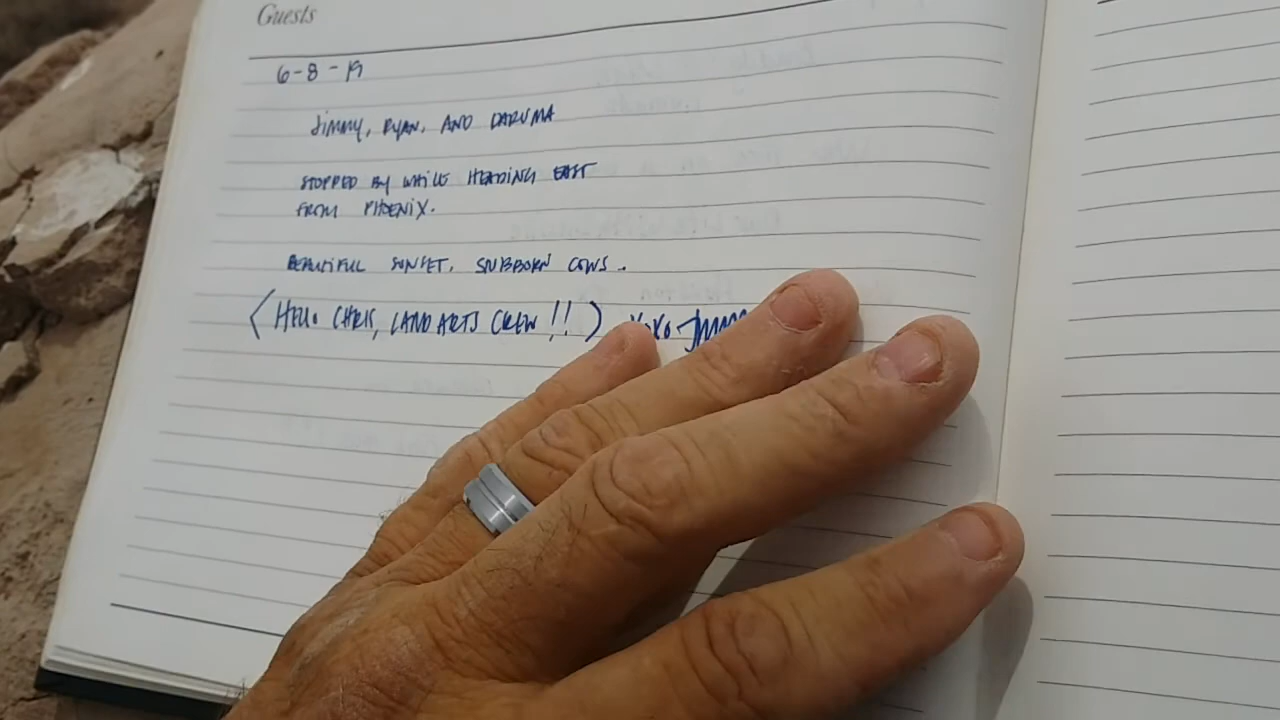 Guests
6-8-19
JIMMY, RYAN, AND DARUMA
STOPPED BY WHILE HEADING EAST
FROM PHOENIX.
BEAUTIFUL SUNSET, STUBBORN COWS.
(HELLO CHRIS, LAND ARTS CREW!!) XOXO-